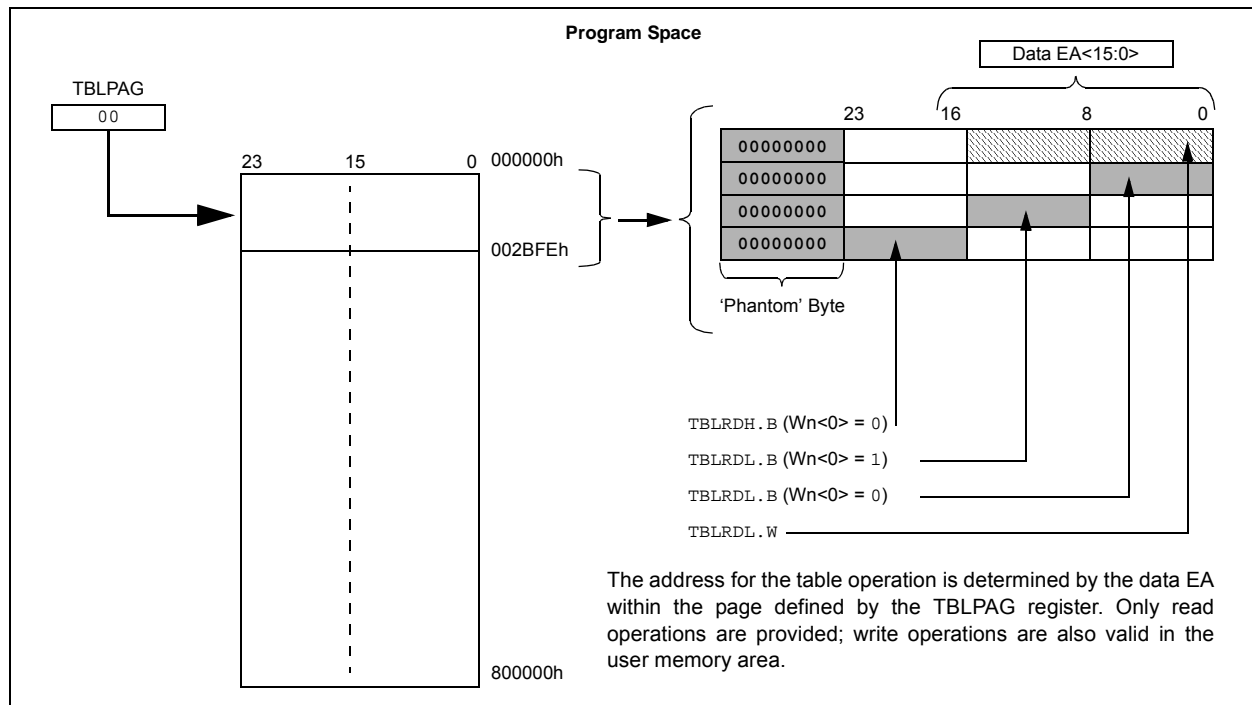 Program Space
Data EA<15:0>
TBLPAG
00
23 16 8 0
23 15 0 000000h
00000000
00000000
00000000
00000000
002BFEh
‘Phantom’ Byte
TBLRDH.B (Wn<0> = 0)
TBLRDL.B (Wn<0> = 1)
TBLRDL.B (Wn<0> = 0)
TBLRDL.W
The address for the table operation is determined by the data EA
within the page defined by the TBLPAG register. Only read
operations are provided; write operations are also valid in the
user memory area.
800000h